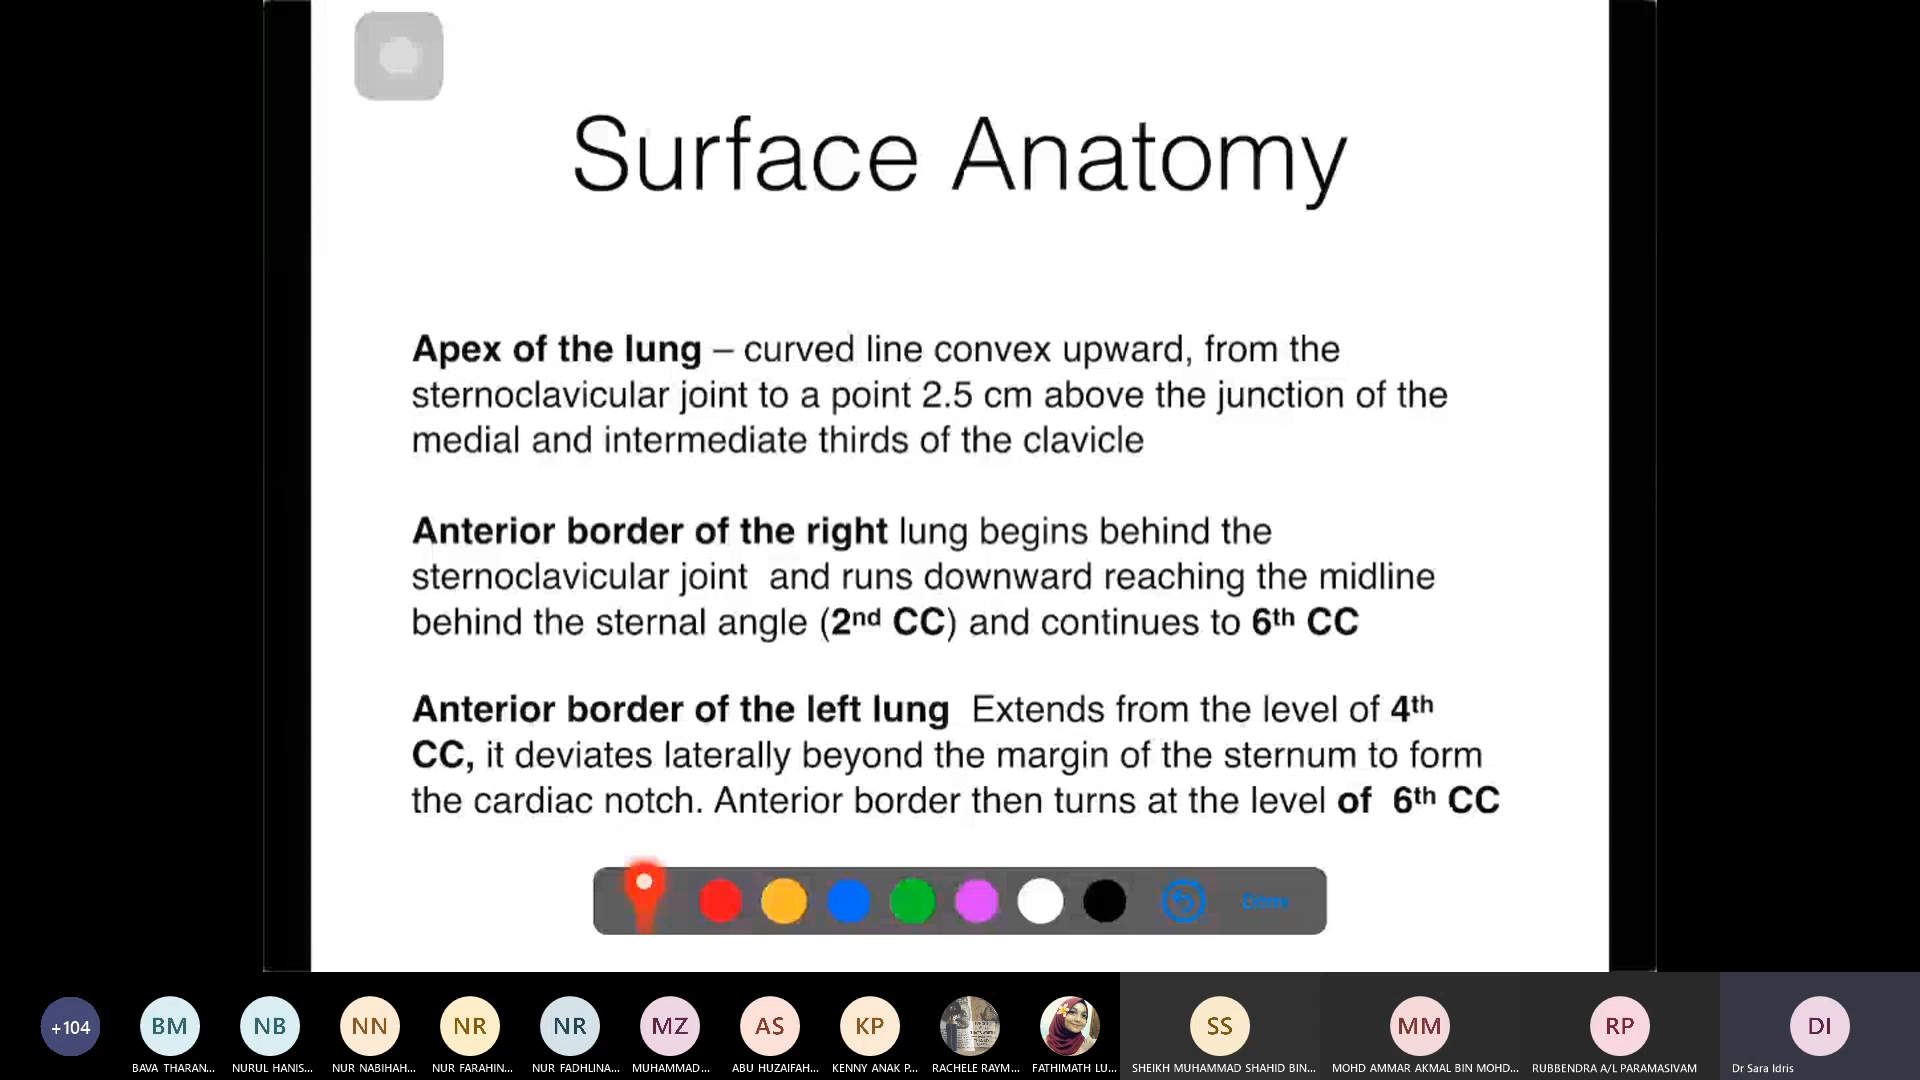 Surface Anatomy
Apex of the lung – curved line convex upward, from the
sternoclavicular joint to a point 2.5 cm above the junction of the
medial and intermediate thirds of the clavicle
Anterior border of the right lung begins behind the
sternoclavicular joint and runs downward reaching the midline
behind the sternal angle (2nd CC) and continues to 6th CC
Anterior border of the left lung Extends from the level of 4th
CC, it deviates laterally beyond the margin of the sternum to form
the cardiac notch. Anterior border then turns at the level of 6th CC
+104
BM
NB
NN
NR
NR
MZ
AS
KP
SS
MM
RP
DI
BAVA THARAN...
NURUL HANIS...
NUR NABIHAH...
NUR FARAHIN...
NUR FADHLINA...
MUHAMMAD...
ABU HUZAIFAH...
KENNY ANAK P...
RACHELE RAYM...
FATHIMATH LU...
SHEIKH MUHAMMAD SHAHID BIN...
MOHD AMMAR AKMAL BIN MOHD...
RUBBENDRA A/L PARAMASIVAM
Dr Sara Idris